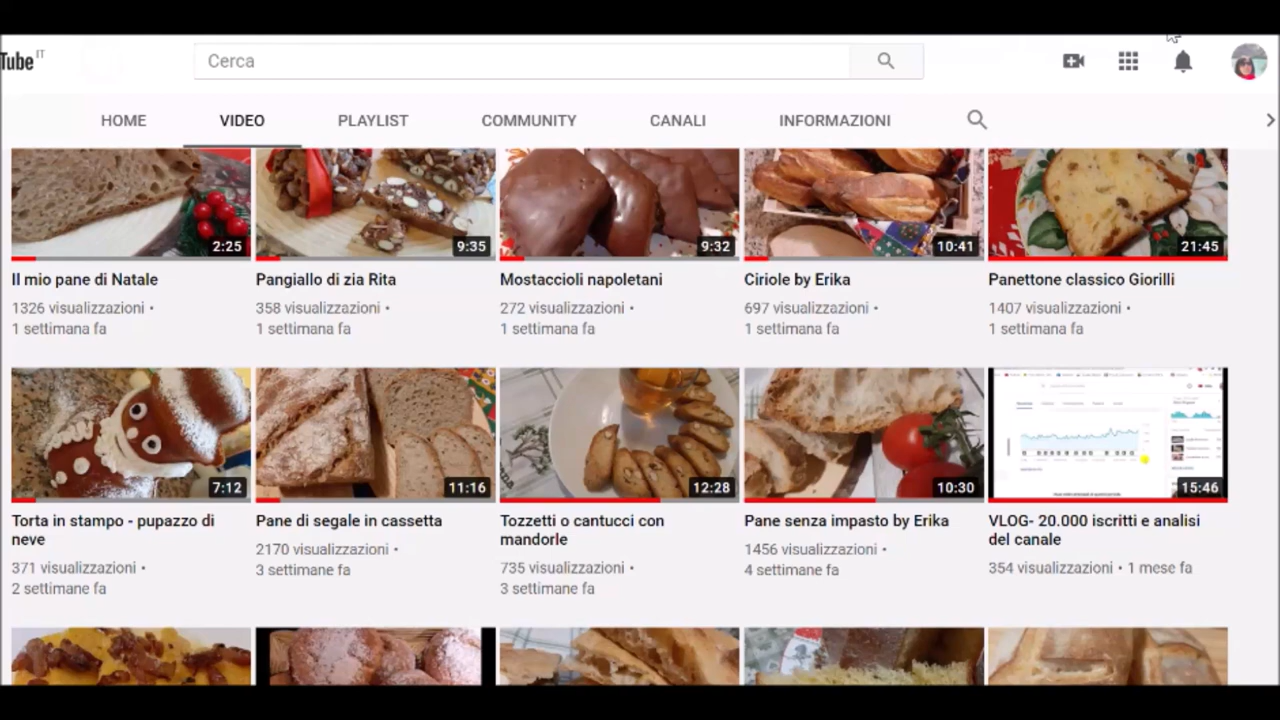 Tube IT
Cerca
HOME VIDEO PLAYLIST COMMUNITY CANALI INFORMAZIONI
2:25 9:35 9:32 10:41 21:45
Il mio pane di Natale
1326 visualizzazioni •
1 settimana fa
Pangiallo di zia Rita
358 visualizzazioni •
1 settimana fa
Mostaccioli napoletani
272 visualizzazioni •
1 settimana fa
Ciriole by Erika
697 visualizzazioni •
1 settimana fa
Panettone classico Giorilli
1407 visualizzazioni •
1 settimana fa
7:12 11:16 12:28 10:30 15:46
Torta in stampo - pupazzo di
neve
371 visualizzazioni •
2 settimane fa
Pane di segale in cassetta
2170 visualizzazioni •
3 settimane fa
Tozzetti o cantucci con
mandorle
735 visualizzazioni •
3 settimane fa
Pane senza impasto by Erika
1456 visualizzazioni •
4 settimane fa
VLOG- 20.000 iscritti e analisi
del canale
354 visualizzazioni • 1 mese fa